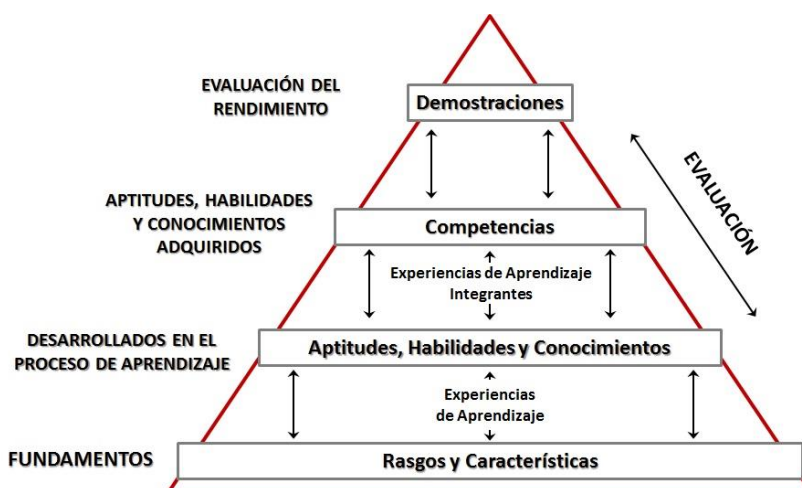 EVALUACIÓN DEL
RENDIMIENTO
Demostraciones
EVALUACIÓN
APTITUDES, HABILIDADES
Y CONOCIMIENTOS
ADQUIRIDOS
Competencias
Experiencias de Aprendizaje
Integrantes
DESARROLLADOS EN EL
PROCESO DE APRENDIZAJE
Aptitudes, Habilidades y Conocimientos
Experiencias
de Aprendizaje
FUNDAMENTOS
Rasgos y Características